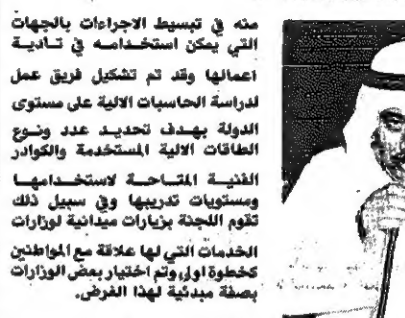 منه في تبسيط الاجراءات بالجهات
التي يمكن استخدامه في تادية
اعمالها وقد تم تشكيل فريق عمل
لدراسة الحاسبات الالية على مستوى
الدولة بهدف تحديد عدد ونوع
الطاقات الالية المستخدمة والكوادر
الفنية المتاحة لاستخدامها
ومستويات تدريبها وفي سبيل ذلك
تقوم اللجنة بزيارات ميدانية لوزارات
الخدمات التي لها علاقة مع المواطنين
كخطوة اولى وتم اختيار بعض الوزارات
بصفة مبدئية لهذا الغرض.